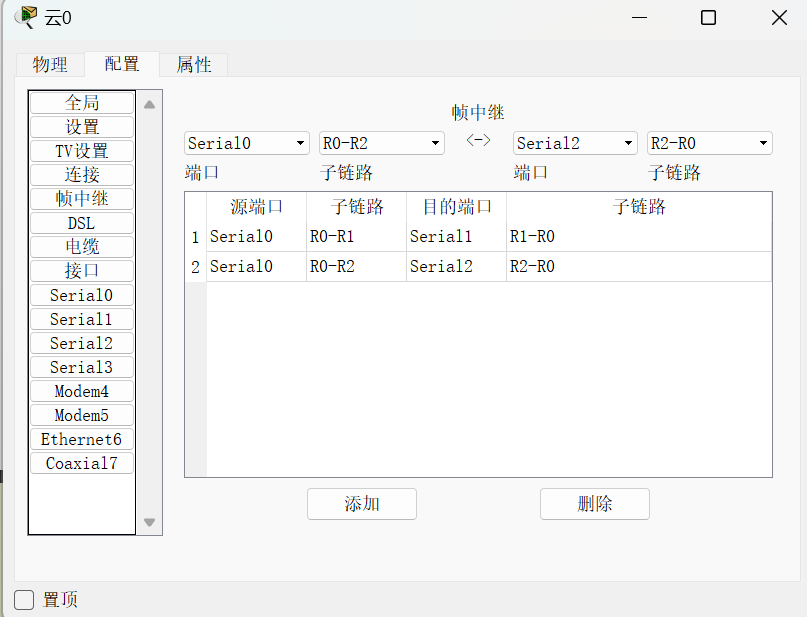 云0
物理 配置 属性
全局
设置
TV设置
连接
帧中继
DSL
电缆
接口
Serial0
Serial1
Serial2
Serial3
Modem4
Modem5
Ethernet6
Coaxial7
帧中继
Serial0 R0-R2 <-> Serial2 R2-R0
端口 子链路 端口 子链路
源端口 子链路 目的端口 子链路
1 Serial0 R0-R1 Serial1 R1-R0
2 Serial0 R0-R2 Serial2 R2-R0
添加 删除
置顶